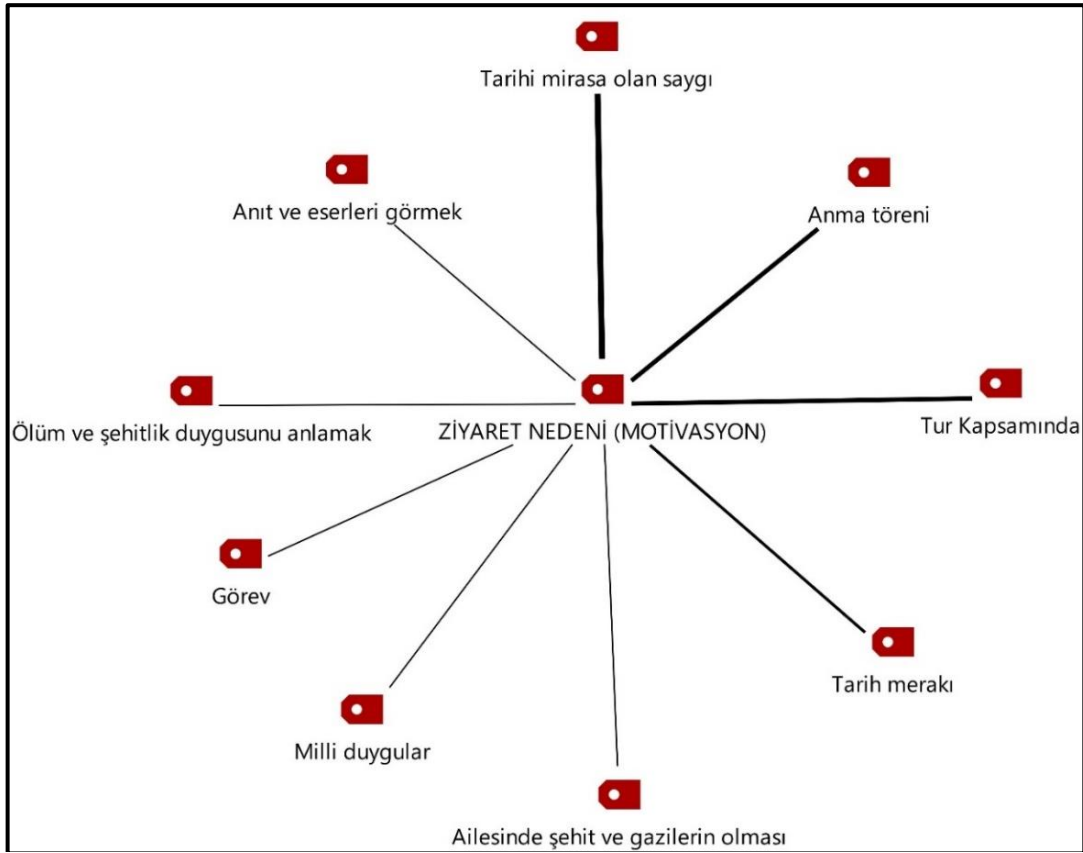 Tarihi mirasa olan saygı
Anıt ve eserleri görmek
Anma töreni
Ölüm ve şehitlik duygusunu anlamak
ZİYARET NEDENİ (MOTİVASYON)
Tur Kapsamında
Görev
Tarih merakı
Milli duygular
Ailesinde şehit ve gazilerin olması